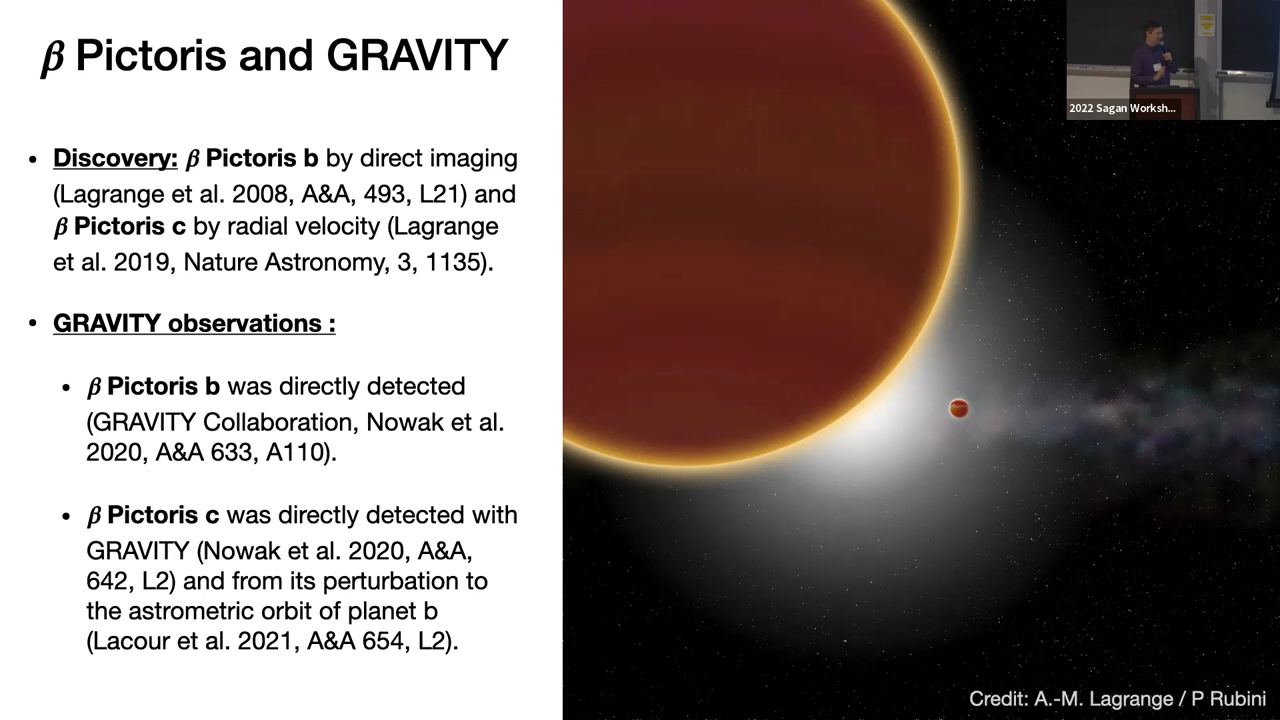 β Pictoris and GRAVITY
• Discovery: β Pictoris b by direct imaging
(Lagrange et al. 2008, A&A, 493, L21) and
β Pictoris c by radial velocity (Lagrange
et al. 2019, Nature Astronomy, 3, 1135).
• GRAVITY observations :
• β Pictoris b was directly detected
(GRAVITY Collaboration, Nowak et al.
2020, A&A 633, A110).
• β Pictoris c was directly detected with
GRAVITY (Nowak et al. 2020, A&A,
642, L2) and from its perturbation to
the astrometric orbit of planet b
(Lacour et al. 2021, A&A 654, L2).
2022 Sagan Worksh...
Credit: A.-M. Lagrange / P Rubini